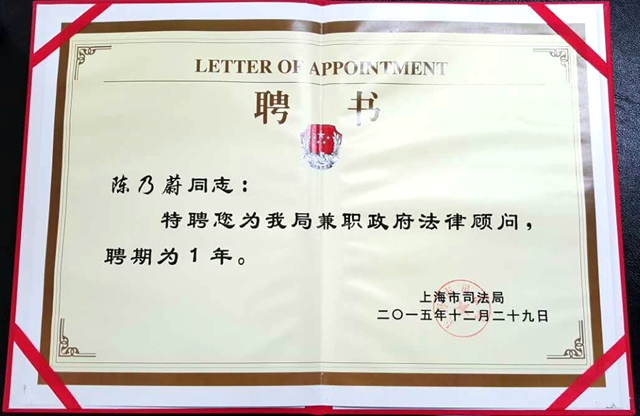 LETTER OF APPOINTMENT
聘 书
陈乃蔚同志：
特聘您为我局兼职政府法律顾问，
聘期为1年。
上海市司法局
二〇一五年十二月二十九日